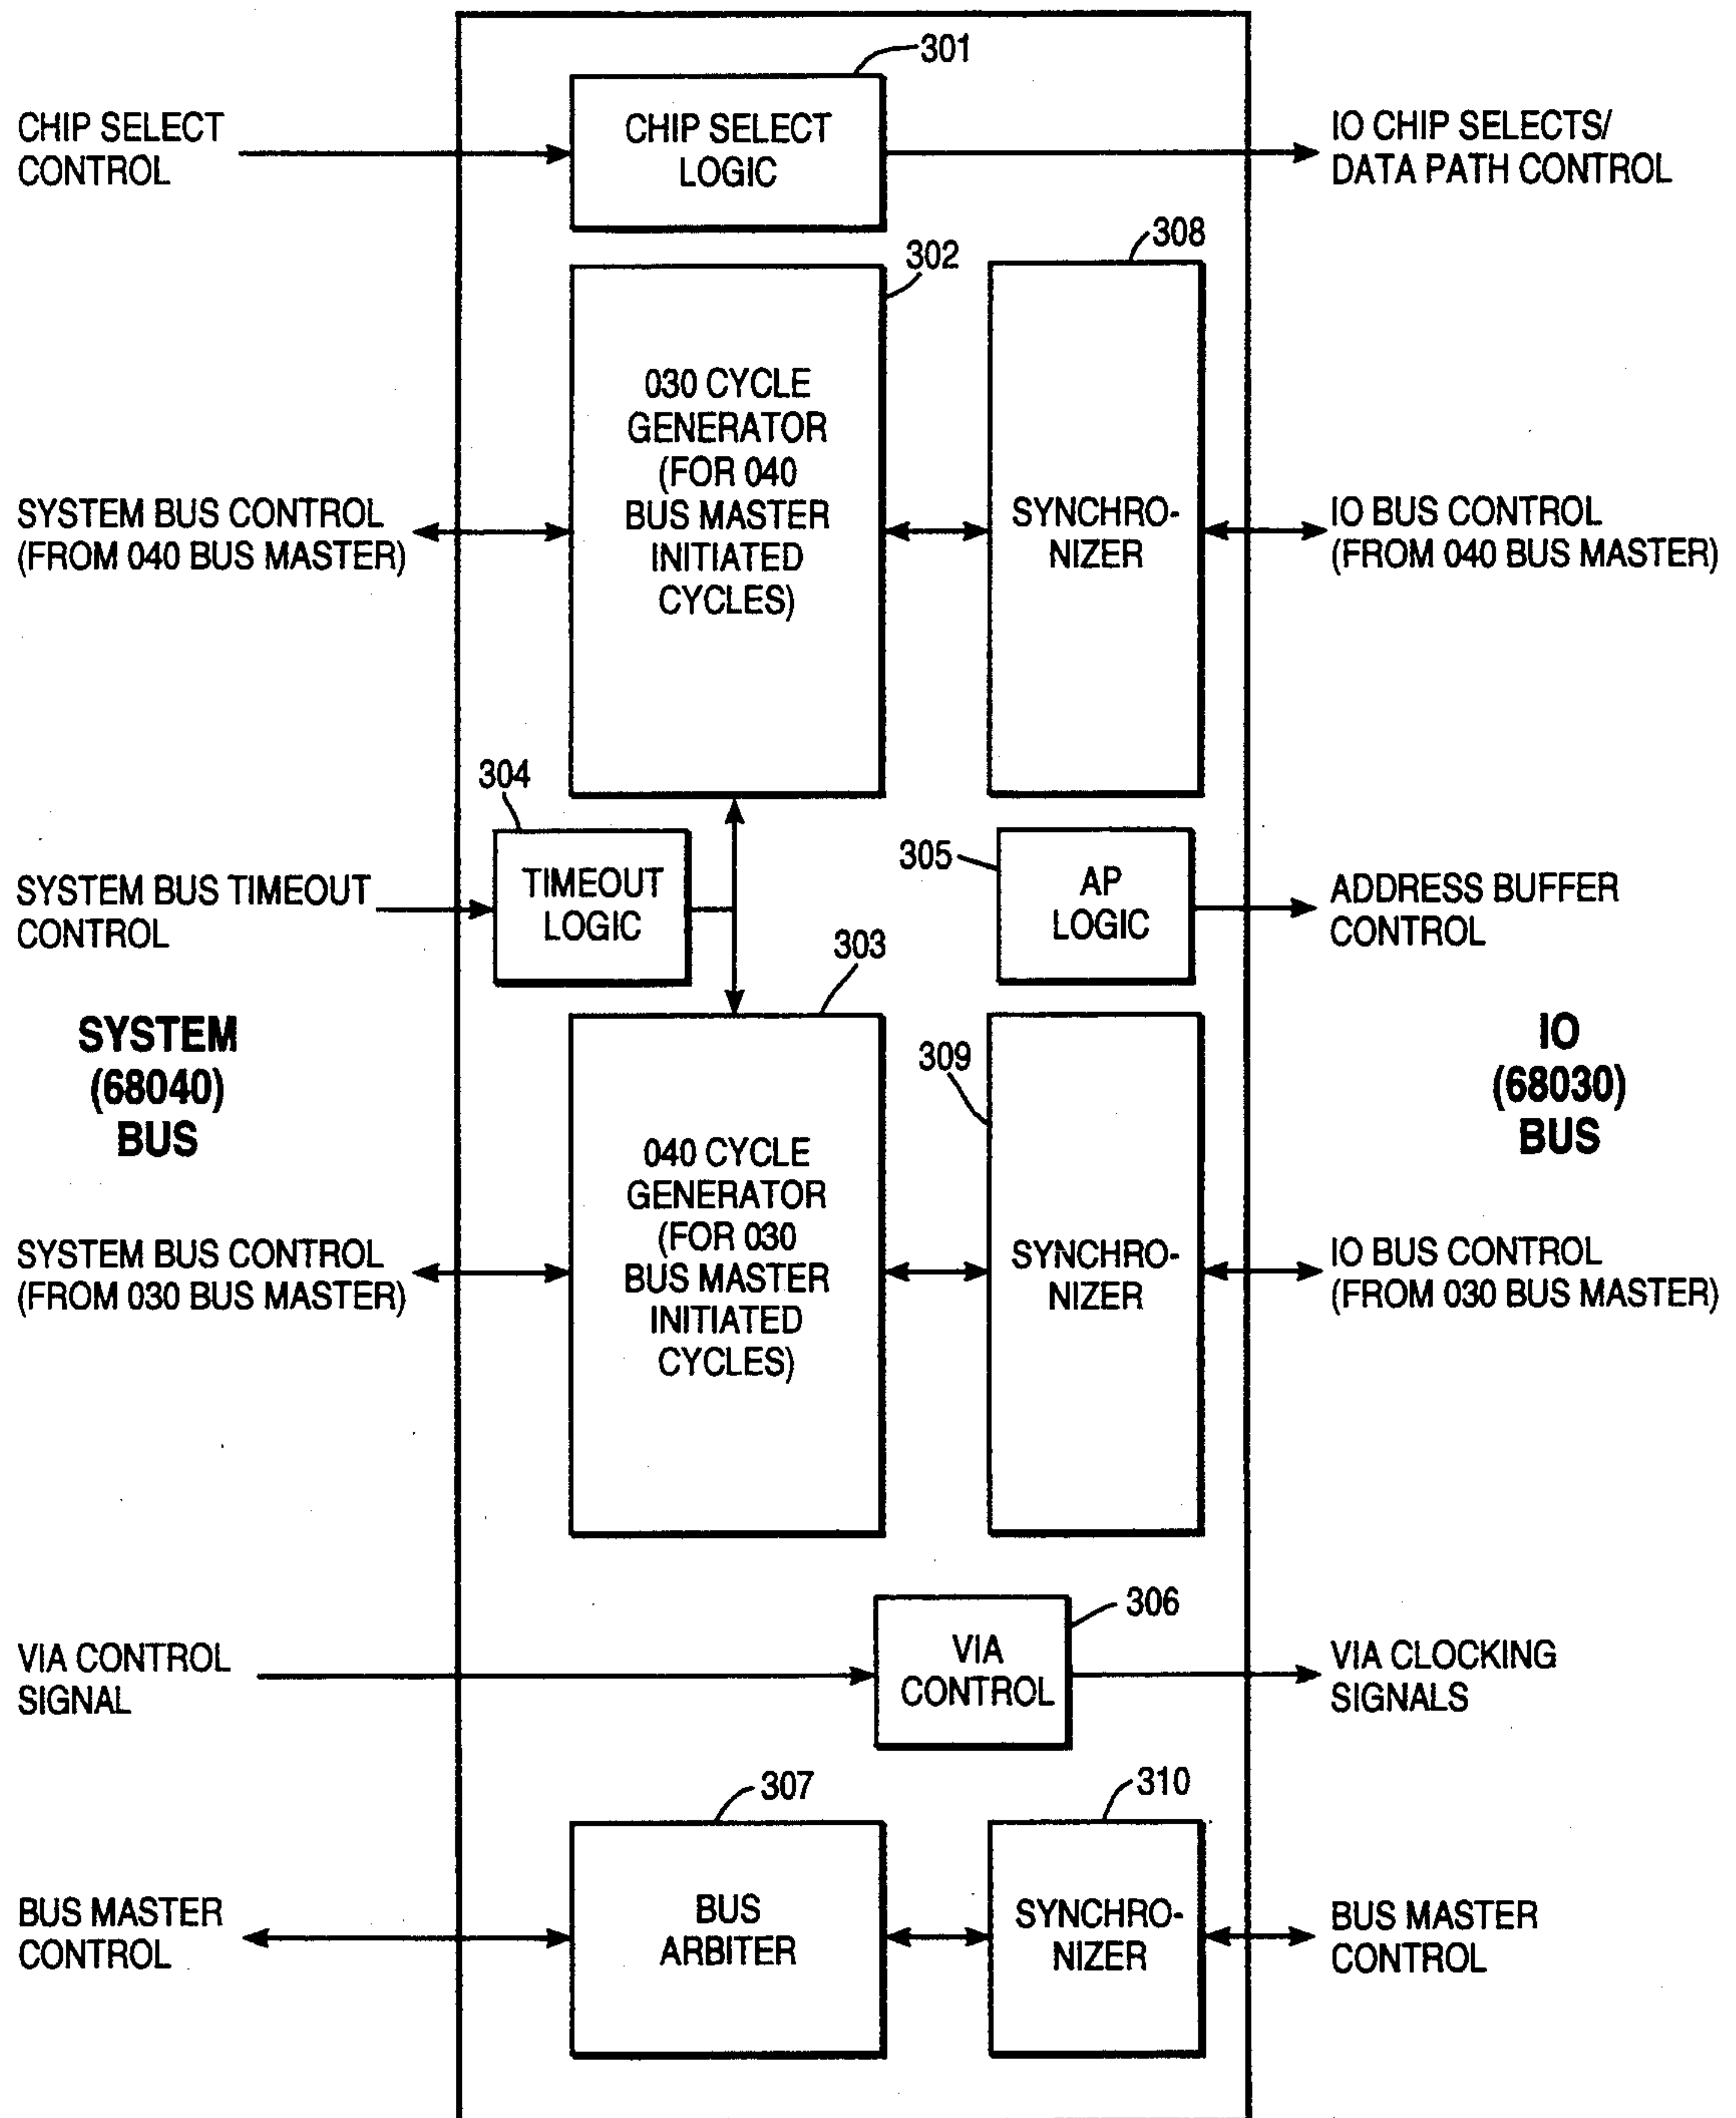 301
CHIP SELECT
CONTROL
CHIP SELECT
LOGIC
IO CHIP SELECTS/
DATA PATH CONTROL
302
308
030 CYCLE
GENERATOR
(FOR 040
BUS MASTER
INITIATED
CYCLES)
SYNCHRO-
NIZER
SYSTEM BUS CONTROL
(FROM 040 BUS MASTER)
IO BUS CONTROL
(FROM 040 BUS MASTER)
304
SYSTEM BUS TIMEOUT
CONTROL
TIMEOUT
LOGIC
305
AP
LOGIC
ADDRESS BUFFER
CONTROL
303
SYSTEM
(68040)
BUS
309
IO
(68030)
BUS
040 CYCLE
GENERATOR
(FOR 030
BUS MASTER
INITIATED
CYCLES)
SYNCHRO-
NIZER
SYSTEM BUS CONTROL
(FROM 030 BUS MASTER)
IO BUS CONTROL
(FROM 030 BUS MASTER)
306
VIA CONTROL
SIGNAL
VIA
CONTROL
VIA CLOCKING
SIGNALS
307
310
BUS MASTER
CONTROL
BUS
ARBITER
SYNCHRO-
NIZER
BUS MASTER
CONTROL